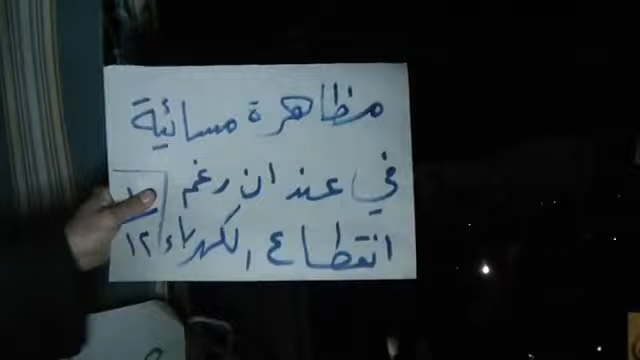 مظاهرة مسائية
في عندان رغم
انقطاع الكهرباء ١٢